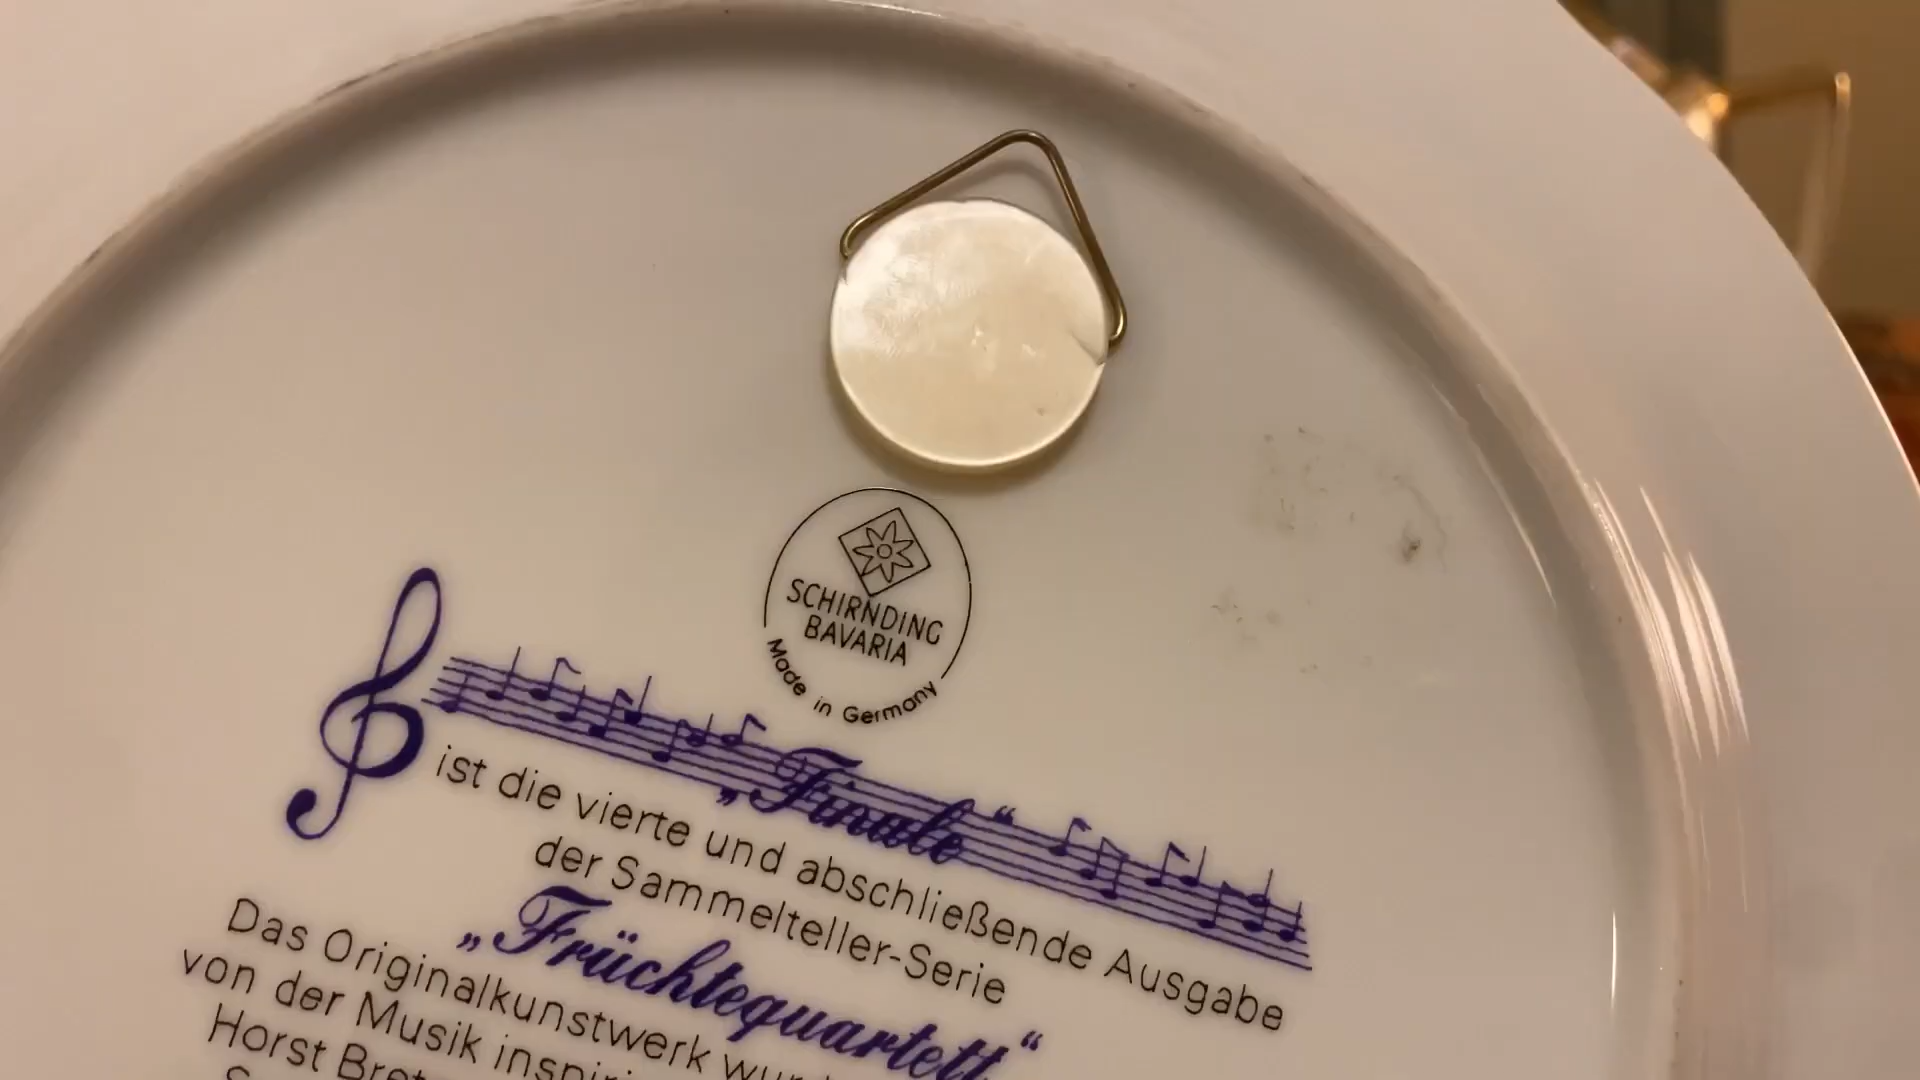 SCHIRNDING
BAVARIA
Made in Germany
„Finale“
ist die vierte und abschließende Ausgabe
der Sammelteller-Serie
„Früchtequartett“
Das Originalkunstwerk
von der Musik
Horst